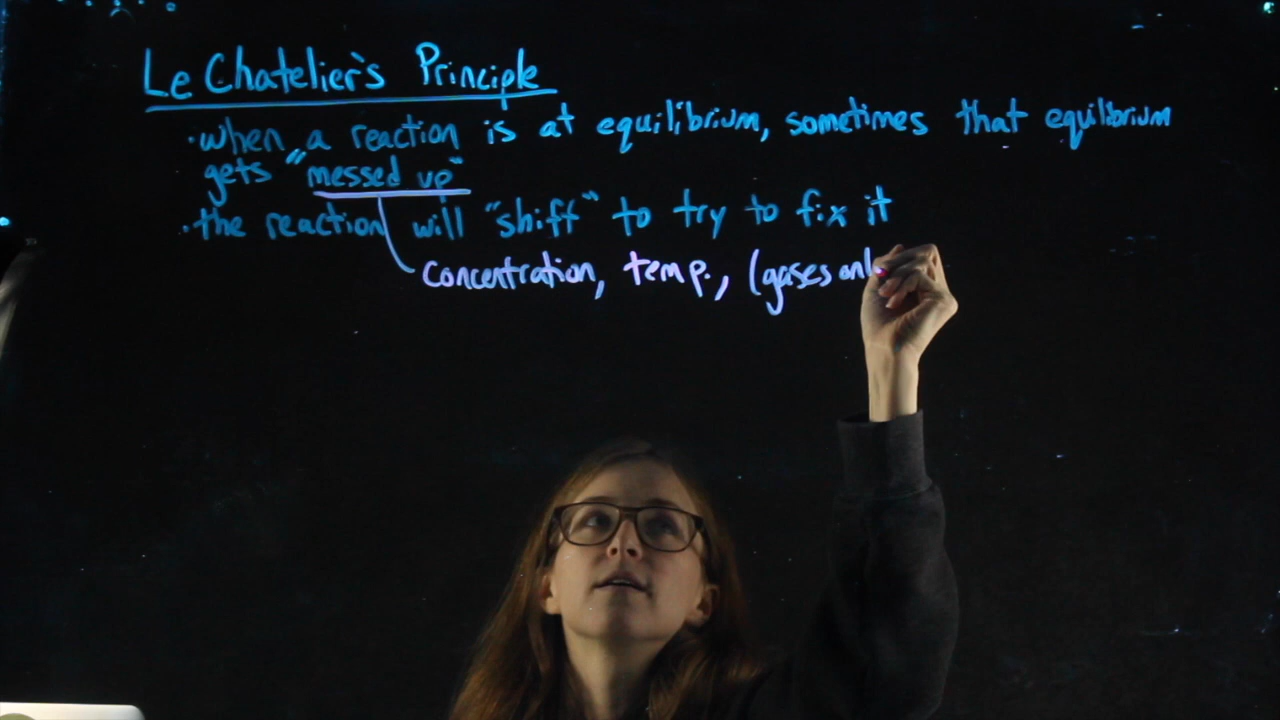 Le Chatelier's Principle
·when a reaction is at equilibrium, sometimes that equilibrium
gets "messed up"
·the reaction will "shift" to try to fix it
concentration, temp., (gases onl